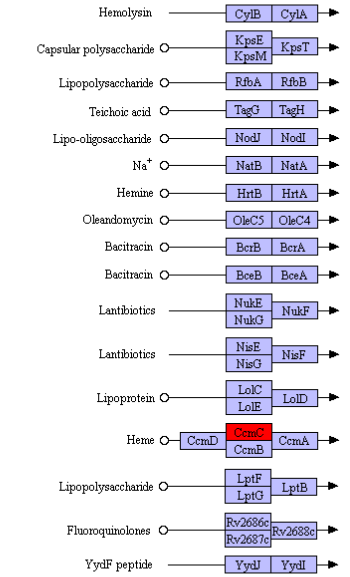 Hemolysin CylB CylA
Capsular polysaccharide KpsE KpsM KpsT
Lipopolysaccharide RfbA RfbB
Teichoic acid TagG TagH
Lipo-oligosaccharide NodJ NodI
Na+ NatB NatA
Hemine HrtB HrtA
Oleandomycin OleC5 OleC4
Bacitracin BcrB BcrA
Bacitracin BceB BceA
Lantibiotics NukE NukG NukF
Lantibiotics NisE NisG NisF
Lipoprotein LolC LolE LolD
Heme CcmD CcmC CcmB CcmA
Lipopolysaccharide LptF LptG LptB
Fluoroquinolones Rv2686c Rv2687c Rv2688c
YydF peptide YydJ YydI